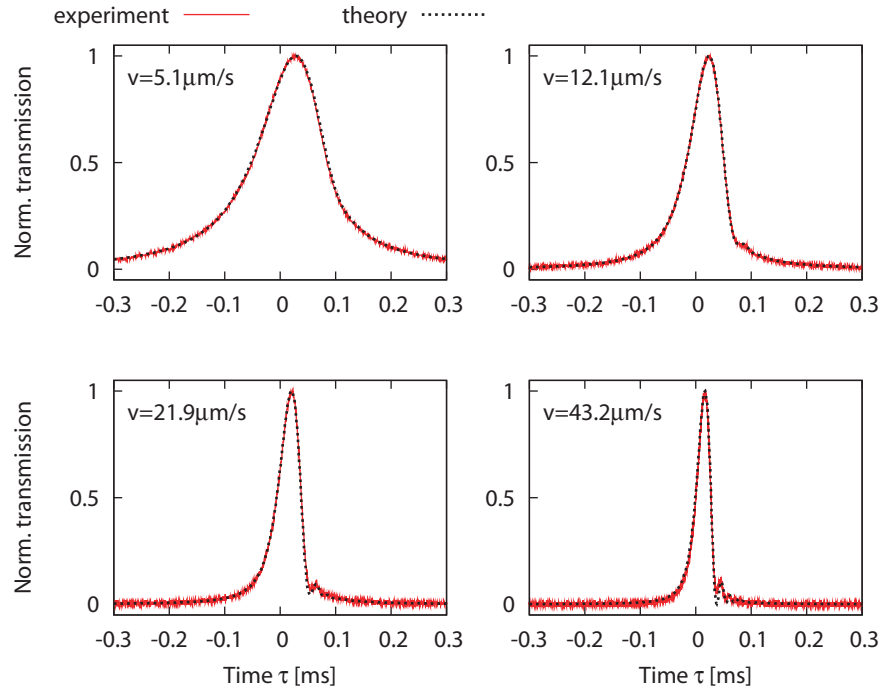 experiment theory
v=5.1μm/s
v=12.1μm/s
Norm. transmission
1
0.5
0
-0.3 -0.2 -0.1 0 0.1 0.2 0.3
1
0.5
0
-0.3 -0.2 -0.1 0 0.1 0.2 0.3
v=21.9μm/s
v=43.2μm/s
Norm. transmission
1
0.5
0
-0.3 -0.2 -0.1 0 0.1 0.2 0.3
Time τ [ms]
1
0.5
0
-0.3 -0.2 -0.1 0 0.1 0.2 0.3
Time τ [ms]